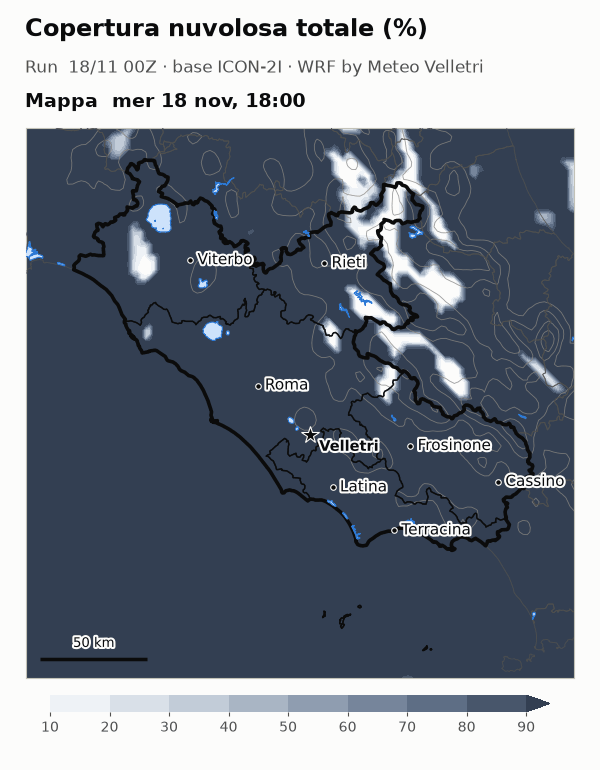 Copertura nuvolosa totale (%)
Run  18/11 00Z · base ICON-2I · WRF by Meteo Velletri
Mappa  mer 18 nov, 18:00
Viterbo
Rieti
Roma
Velletri
Frosinone
Cassino
Latina
Terracina
50 km
10 20 30 40 50 60 70 80 90